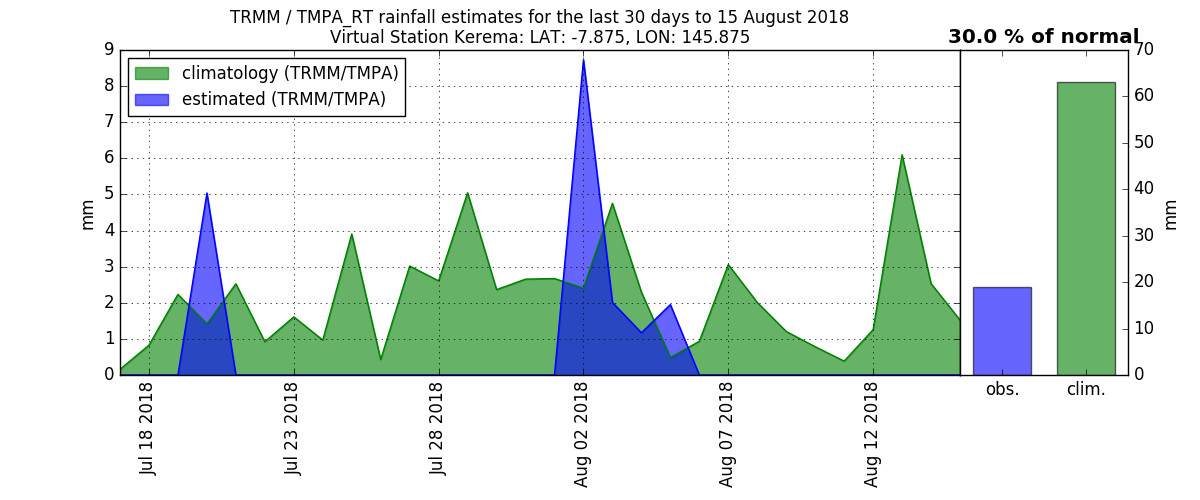 TRMM / TMPA_RT rainfall estimates for the last 30 days to 15 August 2018
Virtual Station Kerema: LAT: -7.875, LON: 145.875
30.0 % of normal
climatology (TRMM/TMPA)
estimated (TRMM/TMPA)
9
8
7
6
5
4
3
2
1
0
mm
Jul 18 2018
Jul 23 2018
Jul 28 2018
Aug 02 2018
Aug 07 2018
Aug 12 2018
70
60
50
40
30
20
10
0
mm
obs.
clim.